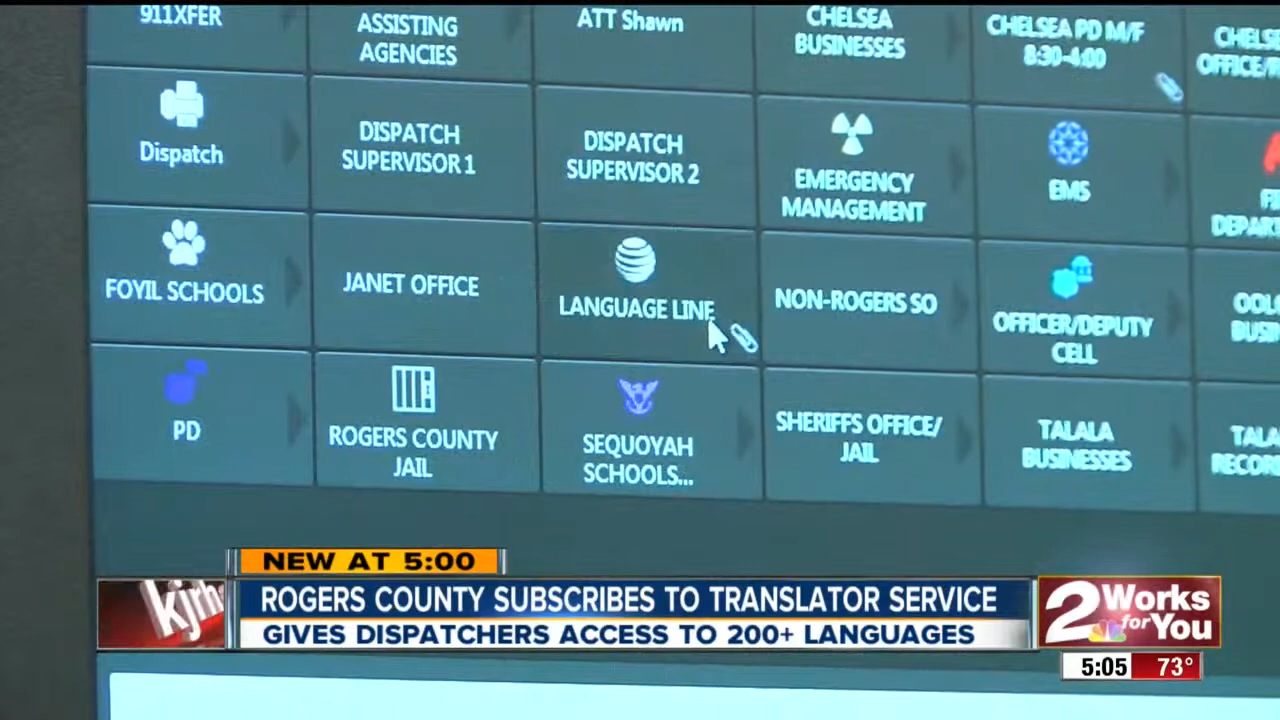 911XFER
ASSISTING
AGENCIES
ATT Shawn
CHELSEA
BUSINESSES
CHELSEA PD M/F
8:30-4:00
Dispatch
DISPATCH
SUPERVISOR 1
DISPATCH
SUPERVISOR 2
EMERGENCY
MANAGEMENT
EMS
FOYIL SCHOOLS
JANET OFFICE
LANGUAGE LINE
NON-ROGERS SO
OFFICER/DEPUTY
CELL
PD
ROGERS COUNTY
JAIL
SEQUOYAH
SCHOOLS...
SHERIFFS OFFICE/
JAIL
TALALA
BUSINESSES
NEW AT 5:00
kjrh
ROGERS COUNTY SUBSCRIBES TO TRANSLATOR SERVICE
GIVES DISPATCHERS ACCESS TO 200+ LANGUAGES
2 Works
for You
5:05 73°